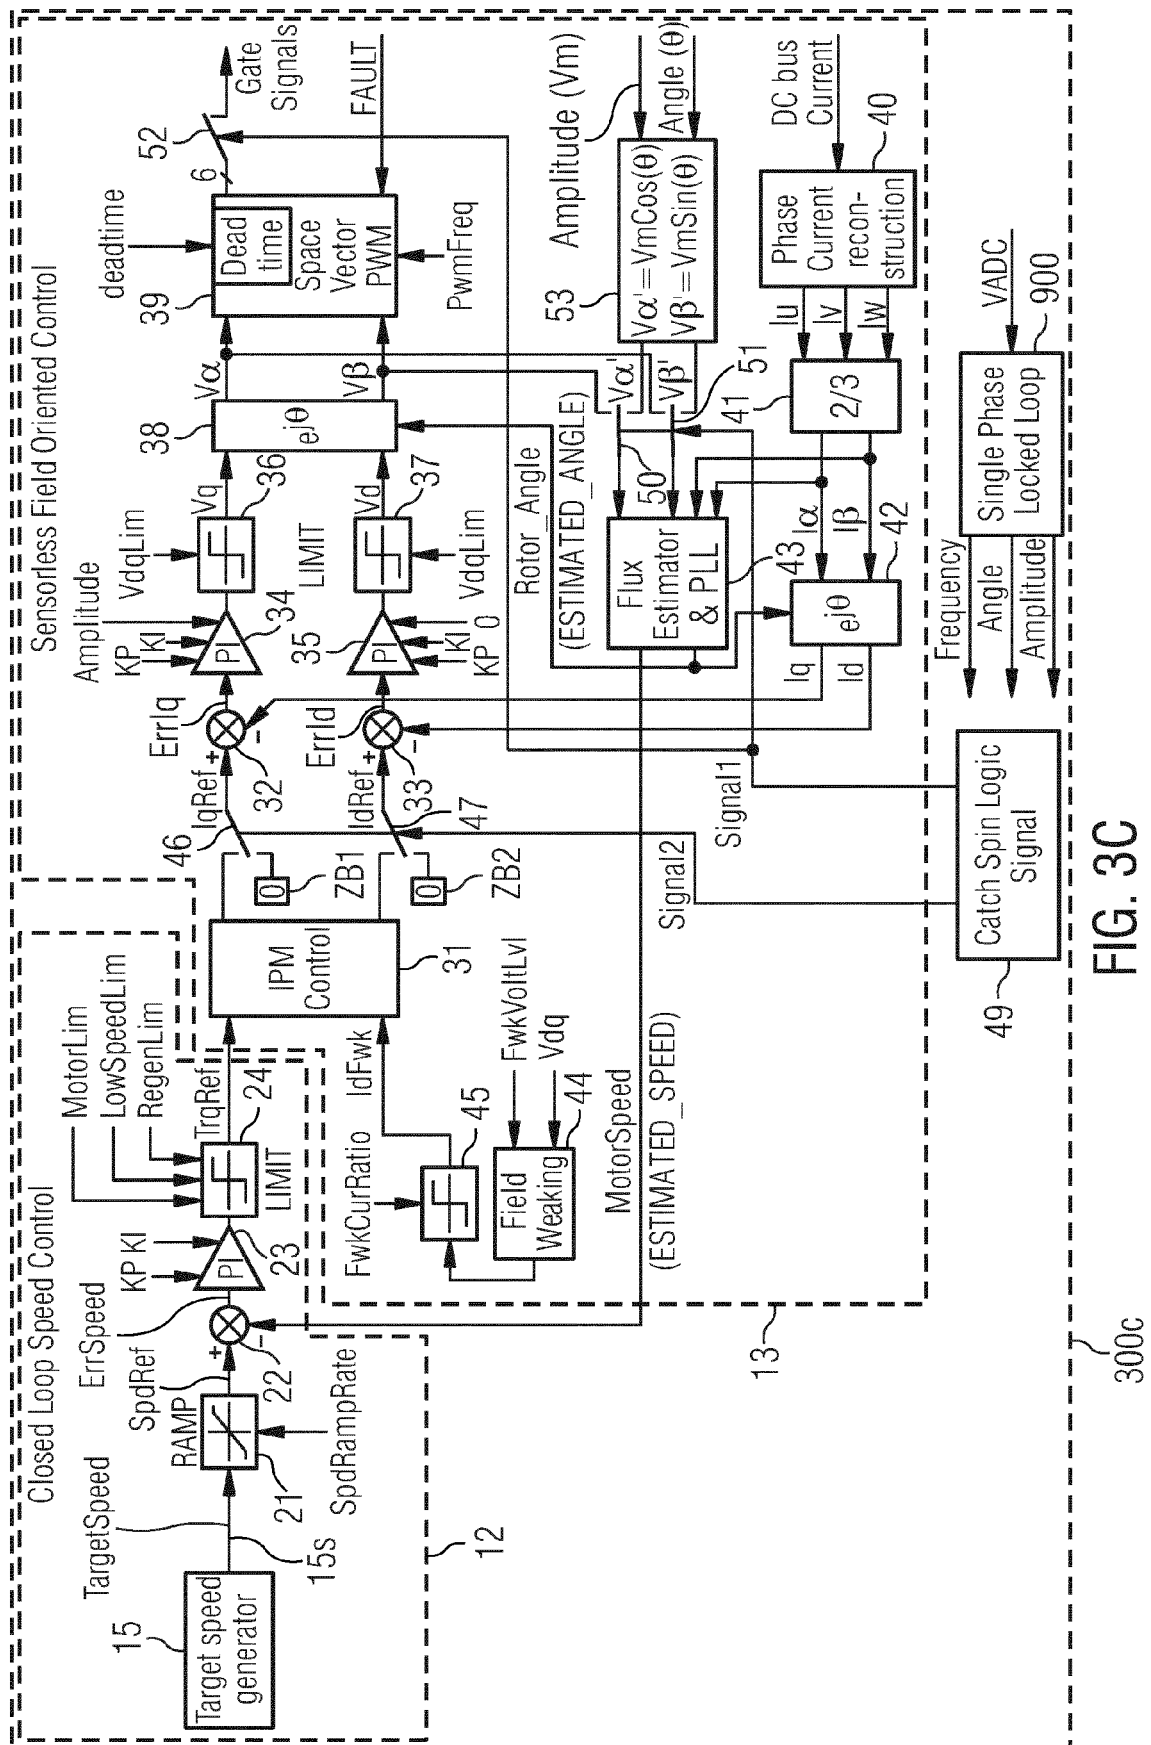 Closed Loop Speed Control
Sensorless Field Oriented Control
15
Target speed
generator
TargetSpeed
15s
21
RAMP
SpdRampRate
SpdRef
+
-
22
ErrSpeed
KP
KI
PI
23
MotorLim
LowSpeedLim
RegenLim
24
LIMIT
TrqRef
12
IPM
Control
31
IdFwk
FwkCurRatio
45
Field
Weaking
44
FwkVoltLvl
Vdq
0
ZB1
0
ZB2
46
47
IqRef
IdRef
+
-
32
+
-
33
ErrIq
ErrId
Amplitude
KP
KI
PI
34
PI
35
KP
KI
0
VdqLim
36
LIMIT
37
VdqLim
Vq
Vd
38
ejθ
Vα
Vβ
deadtime
39
Dead
time
Space
Vector
PWM
PwmFreq
6
52
Gate
Signals
FAULT
Rotor_Angle
(ESTIMATED_ANGLE)
MotorSpeed
(ESTIMATED_SPEED)
Flux
Estimator
& PLL
43
50
51
Vα'
Vβ'
53
Vα'=VmCos(θ)
Vβ'=VmSin(θ)
Amplitude (Vm)
Angle (θ)
DC bus
Current
40
Phase
Current
recon-
struction
Iu
Iv
Iw
41
2/3
Iα
Iβ
42
ejθ
Iq
Id
Signal1
Signal2
13
Catch Spin Logic
Signal
49
Frequency
Angle
Amplitude
Single Phase
Locked Loop
900
VADC
300c
FIG. 3C